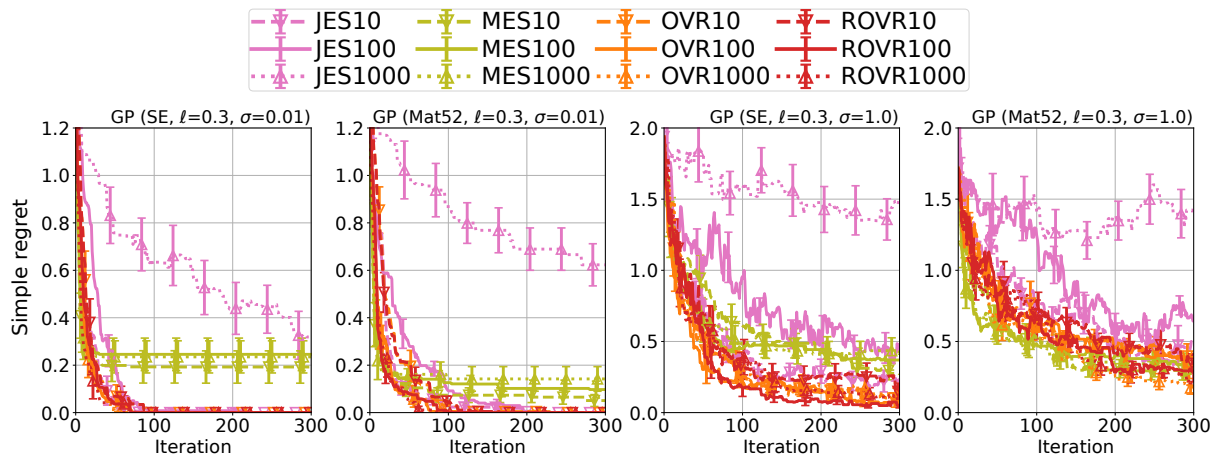 JES10 MES10 OVR10 ROVR10
JES100 MES100 OVR100 ROVR100
JES1000 MES1000 OVR1000 ROVR1000
GP (SE, ℓ=0.3, σ=0.01) GP (Mat52, ℓ=0.3, σ=0.01) GP (SE, ℓ=0.3, σ=1.0) GP (Mat52, ℓ=0.3, σ=1.0)
Simple regret
1.2 1.2 2.0 2.0
1.0 1.0
0.8 0.8 1.5 1.5
0.6 0.6 1.0 1.0
0.4 0.4
0.2 0.2 0.5 0.5
0.0 0.0 0.0 0.0
0 100 200 300 0 100 200 300 0 100 200 300 0 100 200 300
Iteration Iteration Iteration Iteration